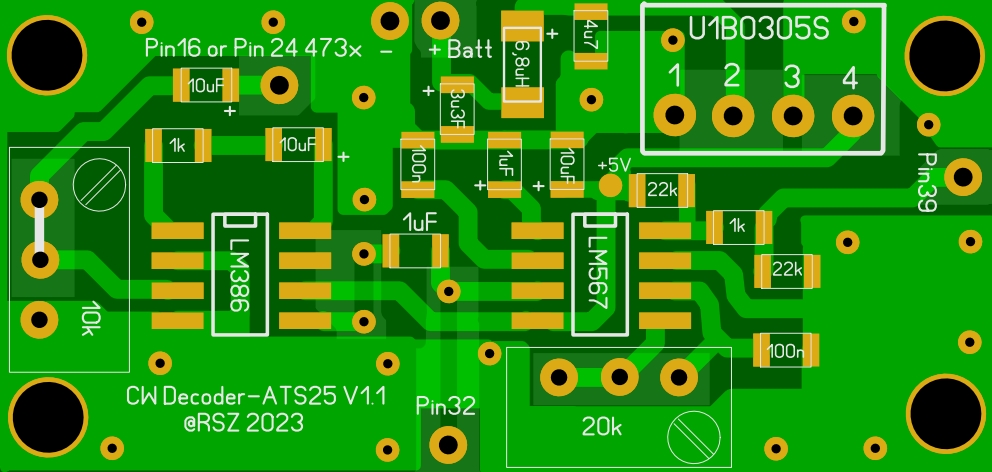 Pin16 or Pin 24 473x - + Batt
U1B0305S
1 2 3 4
4u7
+
6,8uH
10uF
+
+
3u3F
1k
10uF
+
100n
1uF
+
10uF
+
+5V
22k
Pin39
1uF
1k
LM386
LM567
22k
10k
100n
CW Decoder-ATS25 V1.1
@RSZ 2023
Pin32
20k